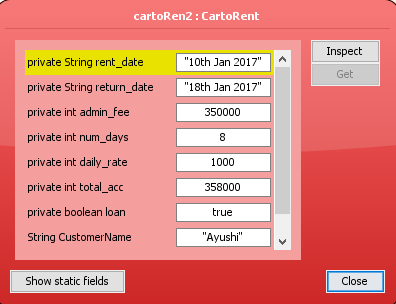 cartoRen2 : CartoRent
private String rent_date "10th Jan 2017"
private String return_date "18th Jan 2017"
private int admin_fee 350000
private int num_days 8
private int daily_rate 1000
private int total_acc 358000
private boolean loan true
String CustomerName "Ayushi"
Inspect
Get
Show static fields
Close